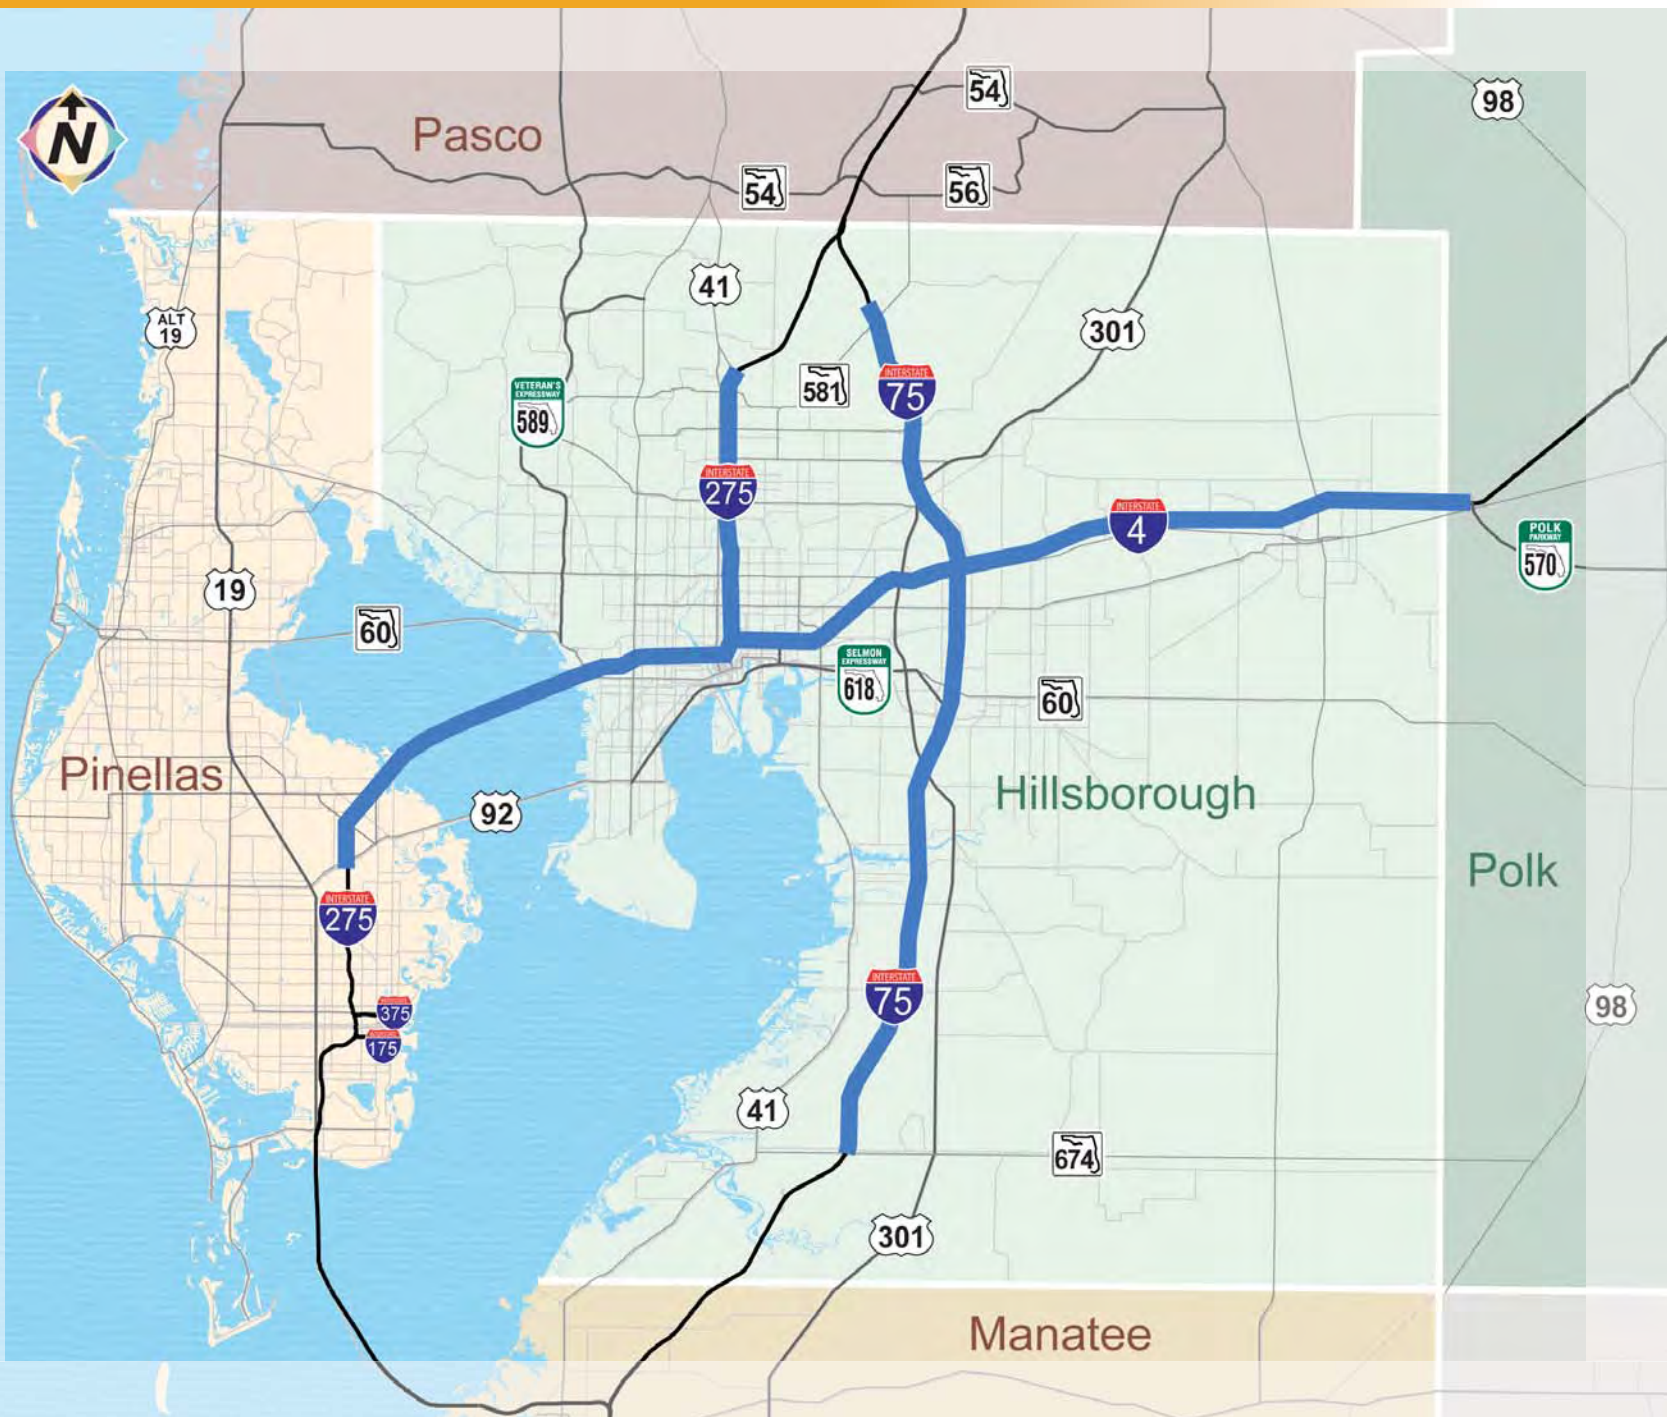 54
98
N
Pasco
54
56
41
ALT
19
301
INTERSTATE
75
581
VETERAN'S
EXPRESSWAY
589
INTERSTATE
275
INTERSTATE
4
POLK
PARKWAY
570
19
60
SELMON
EXPRESSWAY
618
60
Pinellas
92
Hillsborough
Polk
INTERSTATE
275
INTERSTATE
75
98
375
175
41
674
301
Manatee